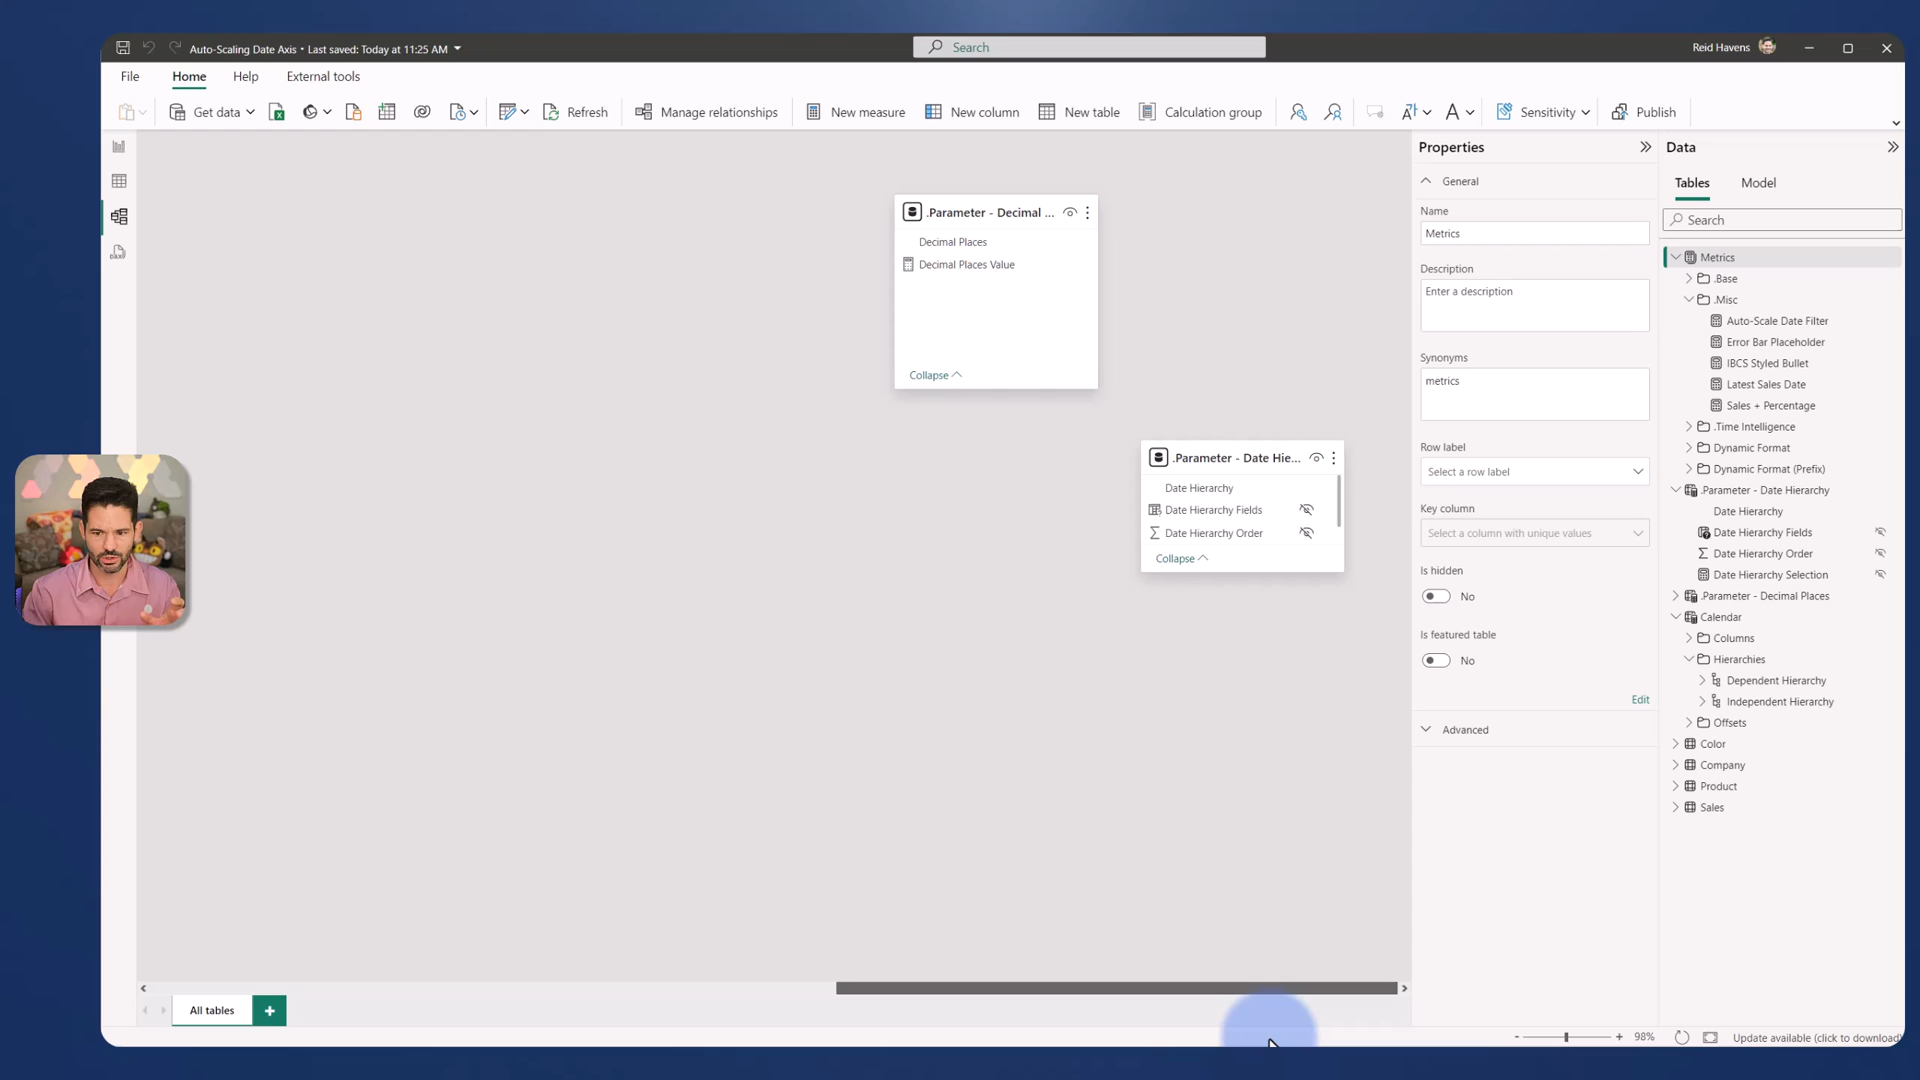 Auto-Scaling Date Axis • Last saved: Today at 11:25 AM
Search
Reid Havens
File
Home
Help
External tools
Get data
Refresh
Manage relationships
New measure
New column
New table
Calculation group
Sensitivity
Publish
.Parameter - Decimal ...
Decimal Places
Decimal Places Value
Collapse
.Parameter - Date Hie...
Date Hierarchy
Date Hierarchy Fields
Date Hierarchy Order
Collapse
Properties
General
Name
Metrics
Description
Enter a description
Synonyms
metrics
Row label
Select a row label
Key column
Select a column with unique values
Is hidden
No
Is featured table
No
Edit
Advanced
Data
Tables
Model
Search
Metrics
.Base
.Misc
Auto-Scale Date Filter
Error Bar Placeholder
IBCS Styled Bullet
Latest Sales Date
Sales + Percentage
.Time Intelligence
Dynamic Format
Dynamic Format (Prefix)
.Parameter - Date Hierarchy
Date Hierarchy
Date Hierarchy Fields
Date Hierarchy Order
Date Hierarchy Selection
.Parameter - Decimal Places
Calendar
Columns
Hierarchies
Dependent Hierarchy
Independent Hierarchy
Offsets
Color
Company
Product
Sales
All tables
98%
Update available (click to download)